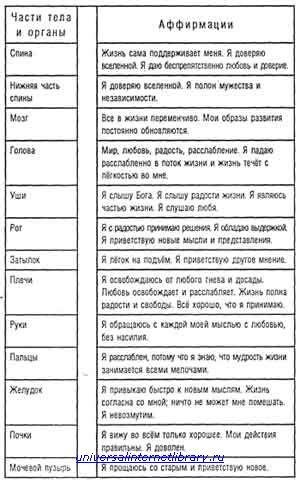 Части тела
и органы
Аффирмации
Спина
Жизнь сама поддерживает меня. Я доверяю
вселенной. Я даю беспрепятственно любовь и доверие.
Нижняя часть
спины
Я доверяю вселенной. Я полон мужества и
независимости.
Мозг
Все в жизни переменчиво. Мои образы развития
постоянно обновляются.
Голова
Мир, любовь, радость, расслабление. Я падаю
расслабленно в поток жизни и жизнь течёт с
лёгкостью во мне.
Уши
Я слышу Бога. Я слышу радости жизни. Я являюсь
частью жизни. Я слушаю любя.
Рот
Я с радостью принимаю решения. Я обладаю выдержкой.
Я приветствую новые мысли и представления.
Затылок
Я лёгок на подъём. Я приветствую другое мнение.
Плечи
Я освобождаюсь от любого гнева и досады.
Любовь освобождает и расслабляет. Жизнь полна
радости и свободы. Всё хорошо, что я принимаю.
Руки
Я обращаюсь с каждой моей мыслью с любовью,
без насилия.
Пальцы
Я расслаблен, потому что я знаю, что мудрость жизни
занимается всеми мелочами.
Желудок
Я привыкаю быстро к новым мыслям. Жизнь
согласна со мной; ничто не может мне помешать.
Я невозмутим.
Почки
Я вижу во всём только хорошее. Мои действия
правильны. Я доволен.
Мочевой пузырь
Я прощаюсь со старым и приветствую новое.
universalinternetlibrary.ru